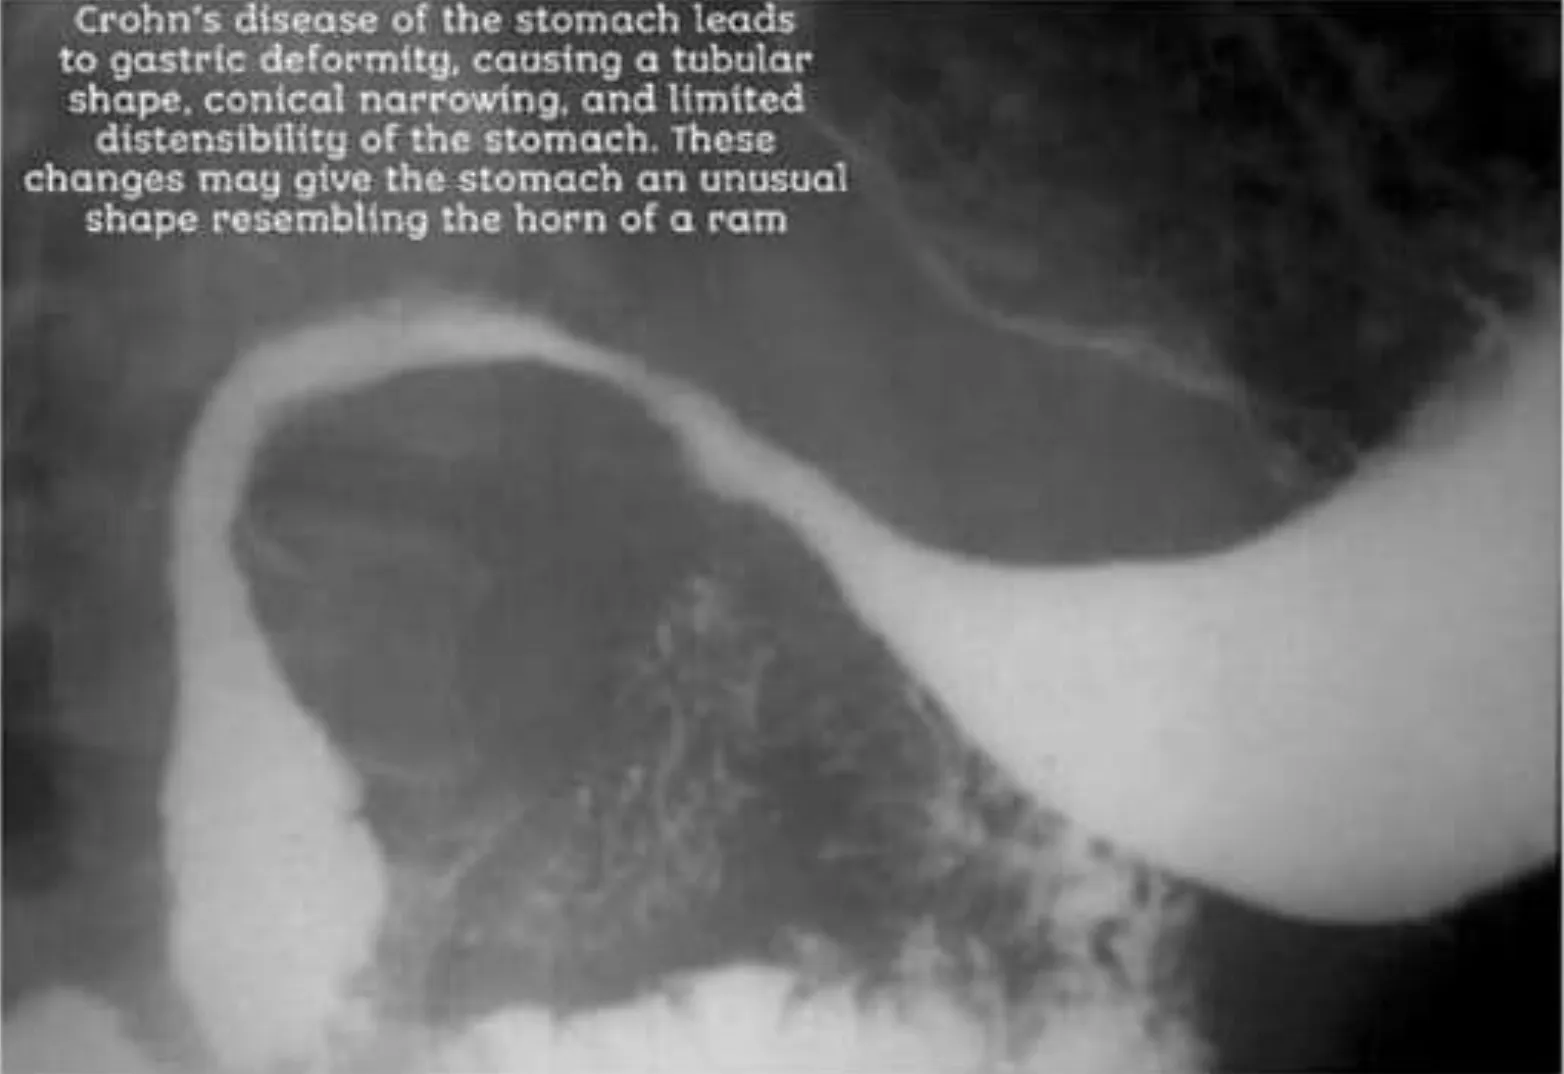 Crohn's disease of the stomach leads
to gastric deformity, causing a tubular
shape, conical narrowing, and limited
distensibility of the stomach. These
changes may give the stomach an unusual
shape resembling the horn of a ram